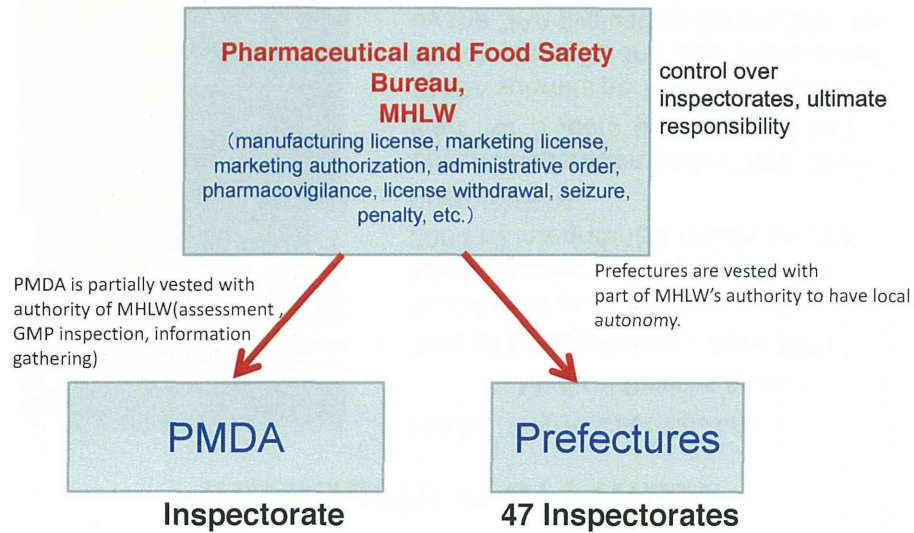 Pharmaceutical and Food Safety
Bureau,
MHLW
（manufacturing license, marketing license,
marketing authorization, administrative order,
pharmacovigilance, license withdrawal, seizure,
penalty, etc.）
control over
inspectorates, ultimate
responsibility
PMDA is partially vested with
authority of MHLW(assessment ,
GMP inspection, information
gathering)
Prefectures are vested with
part of MHLW's authority to have local
autonomy.
PMDA
Prefectures
Inspectorate
47 Inspectorates